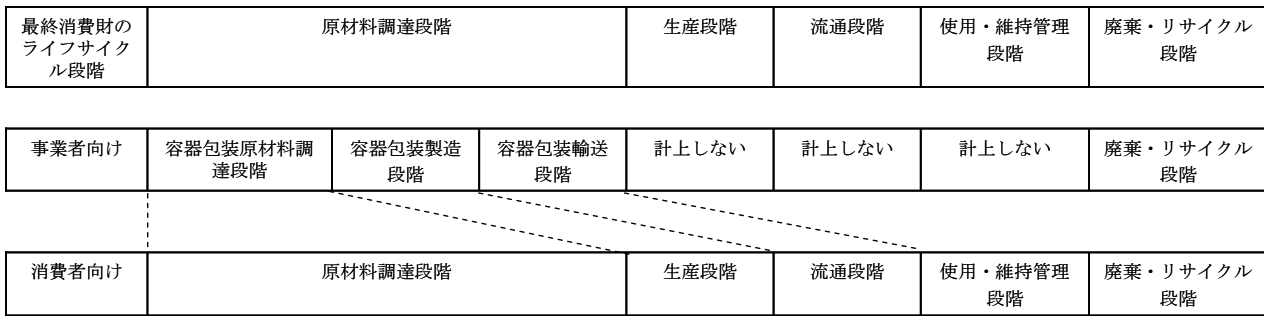 最終消費財の
ライフサイク
ル段階
原材料調達段階
生産段階
流通段階
使用・維持管理
段階
廃棄・リサイクル
段階
事業者向け
容器包装原材料調
達段階
容器包装製造
段階
容器包装輸送
段階
計上しない
計上しない
計上しない
廃棄・リサイクル
段階
消費者向け
原材料調達段階
生産段階
流通段階
使用・維持管理
段階
廃棄・リサイクル
段階